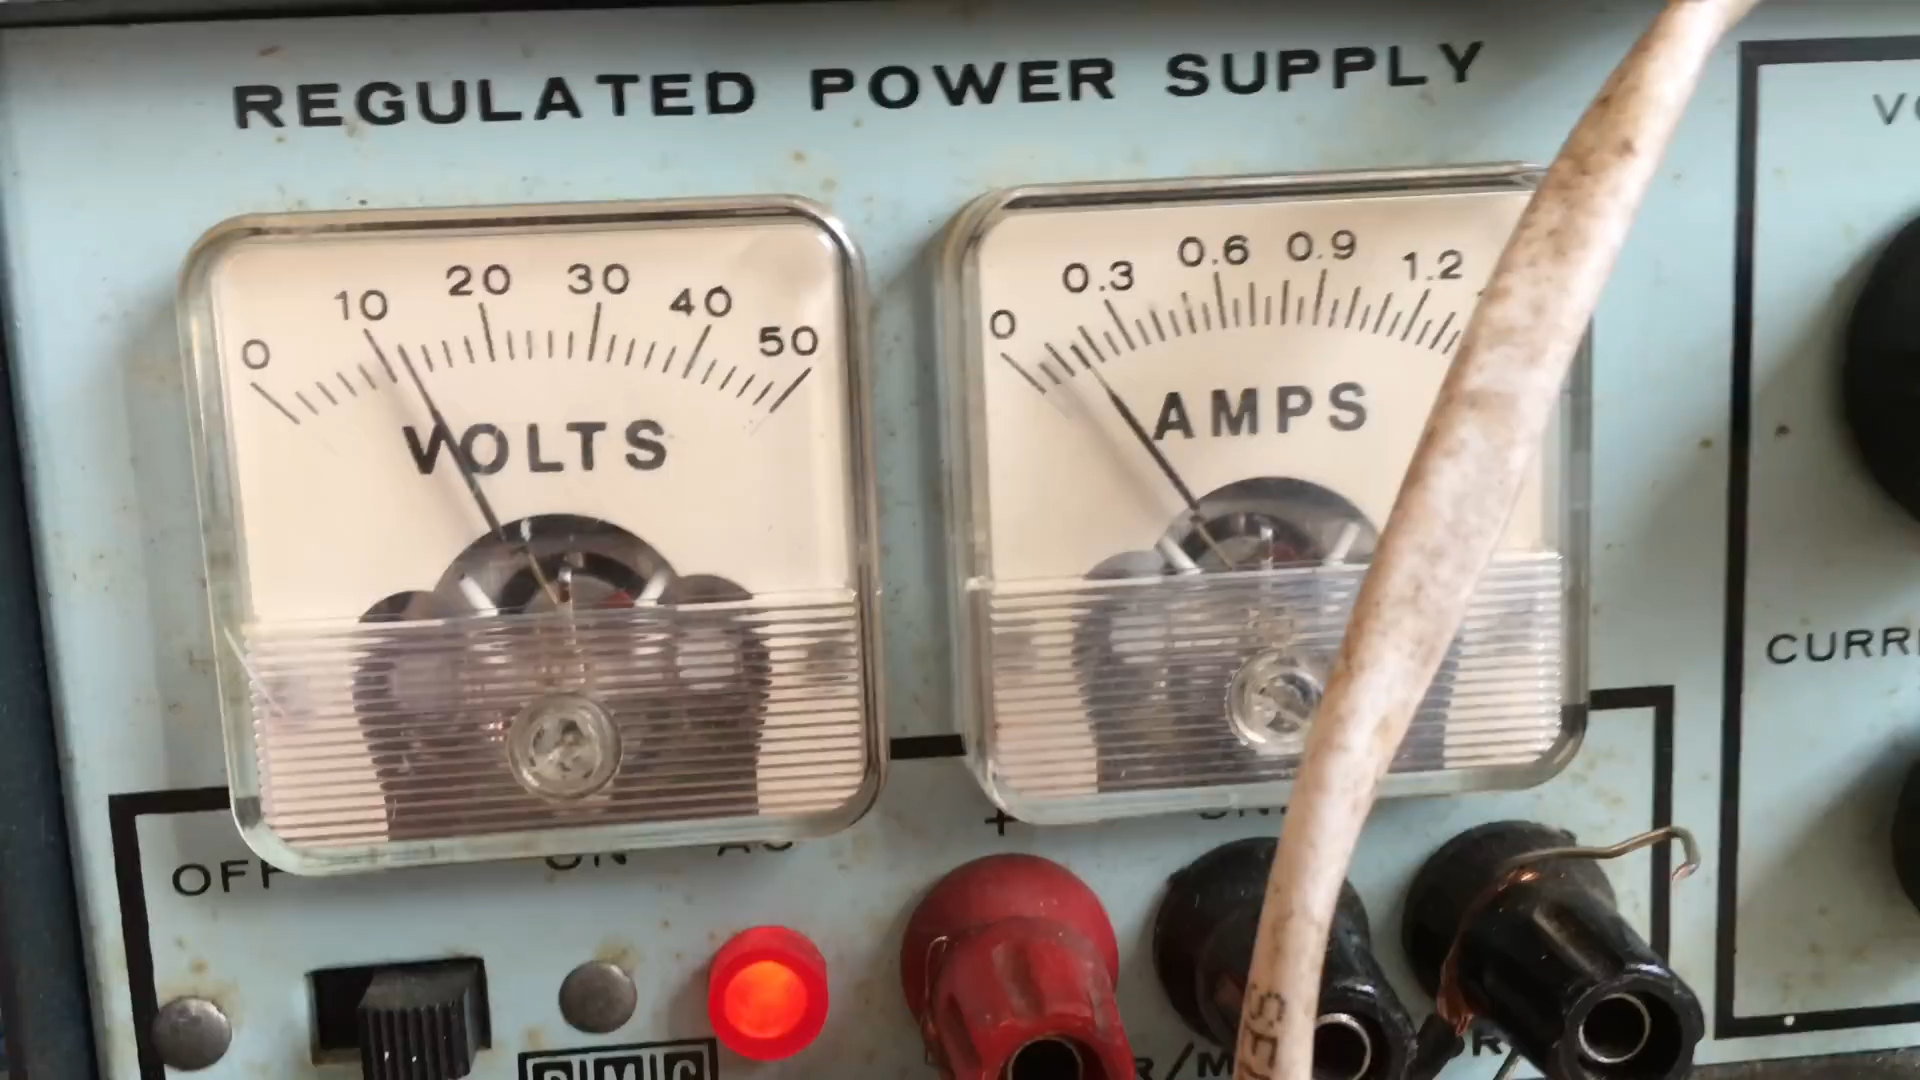 REGULATED POWER SUPPLY
0 10 20 30 40 50
VOLTS
0 0.3 0.6 0.9 1.2
AMPS
OFF ON AC
+